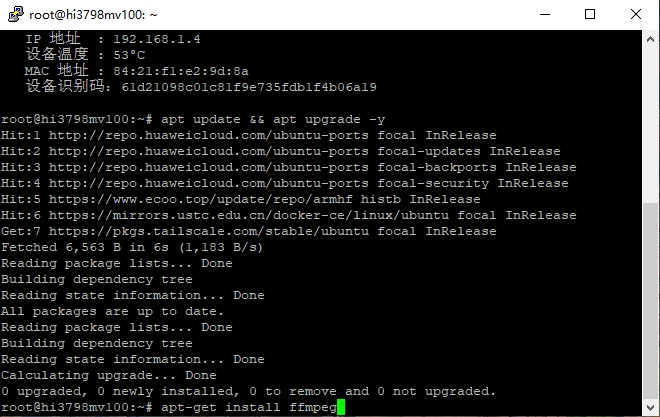 root@hi3798mv100: ~
IP 地址 : 192.168.1.4
设备温度 : 53°C
MAC 地址 : 84:21:f1:e2:9d:8a
设备识别码: 61d21098c01c81f9e735fdb1f4b06a19
root@hi3798mv100:~# apt update && apt upgrade -y
Hit:1 http://repo.huaweicloud.com/ubuntu-ports focal InRelease
Hit:2 http://repo.huaweicloud.com/ubuntu-ports focal-updates InRelease
Hit:3 http://repo.huaweicloud.com/ubuntu-ports focal-backports InRelease
Hit:4 http://repo.huaweicloud.com/ubuntu-ports focal-security InRelease
Hit:5 https://www.ecoo.top/update/repo/armhf histb InRelease
Hit:6 https://mirrors.ustc.edu.cn/docker-ce/linux/ubuntu focal InRelease
Get:7 https://pkgs.tailscale.com/stable/ubuntu focal InRelease
Fetched 6,563 B in 6s (1,183 B/s)
Reading package lists... Done
Building dependency tree
Reading state information... Done
All packages are up to date.
Reading package lists... Done
Building dependency tree
Reading state information... Done
Calculating upgrade... Done
0 upgraded, 0 newly installed, 0 to remove and 0 not upgraded.
root@hi3798mv100:~# apt-get install ffmpeg